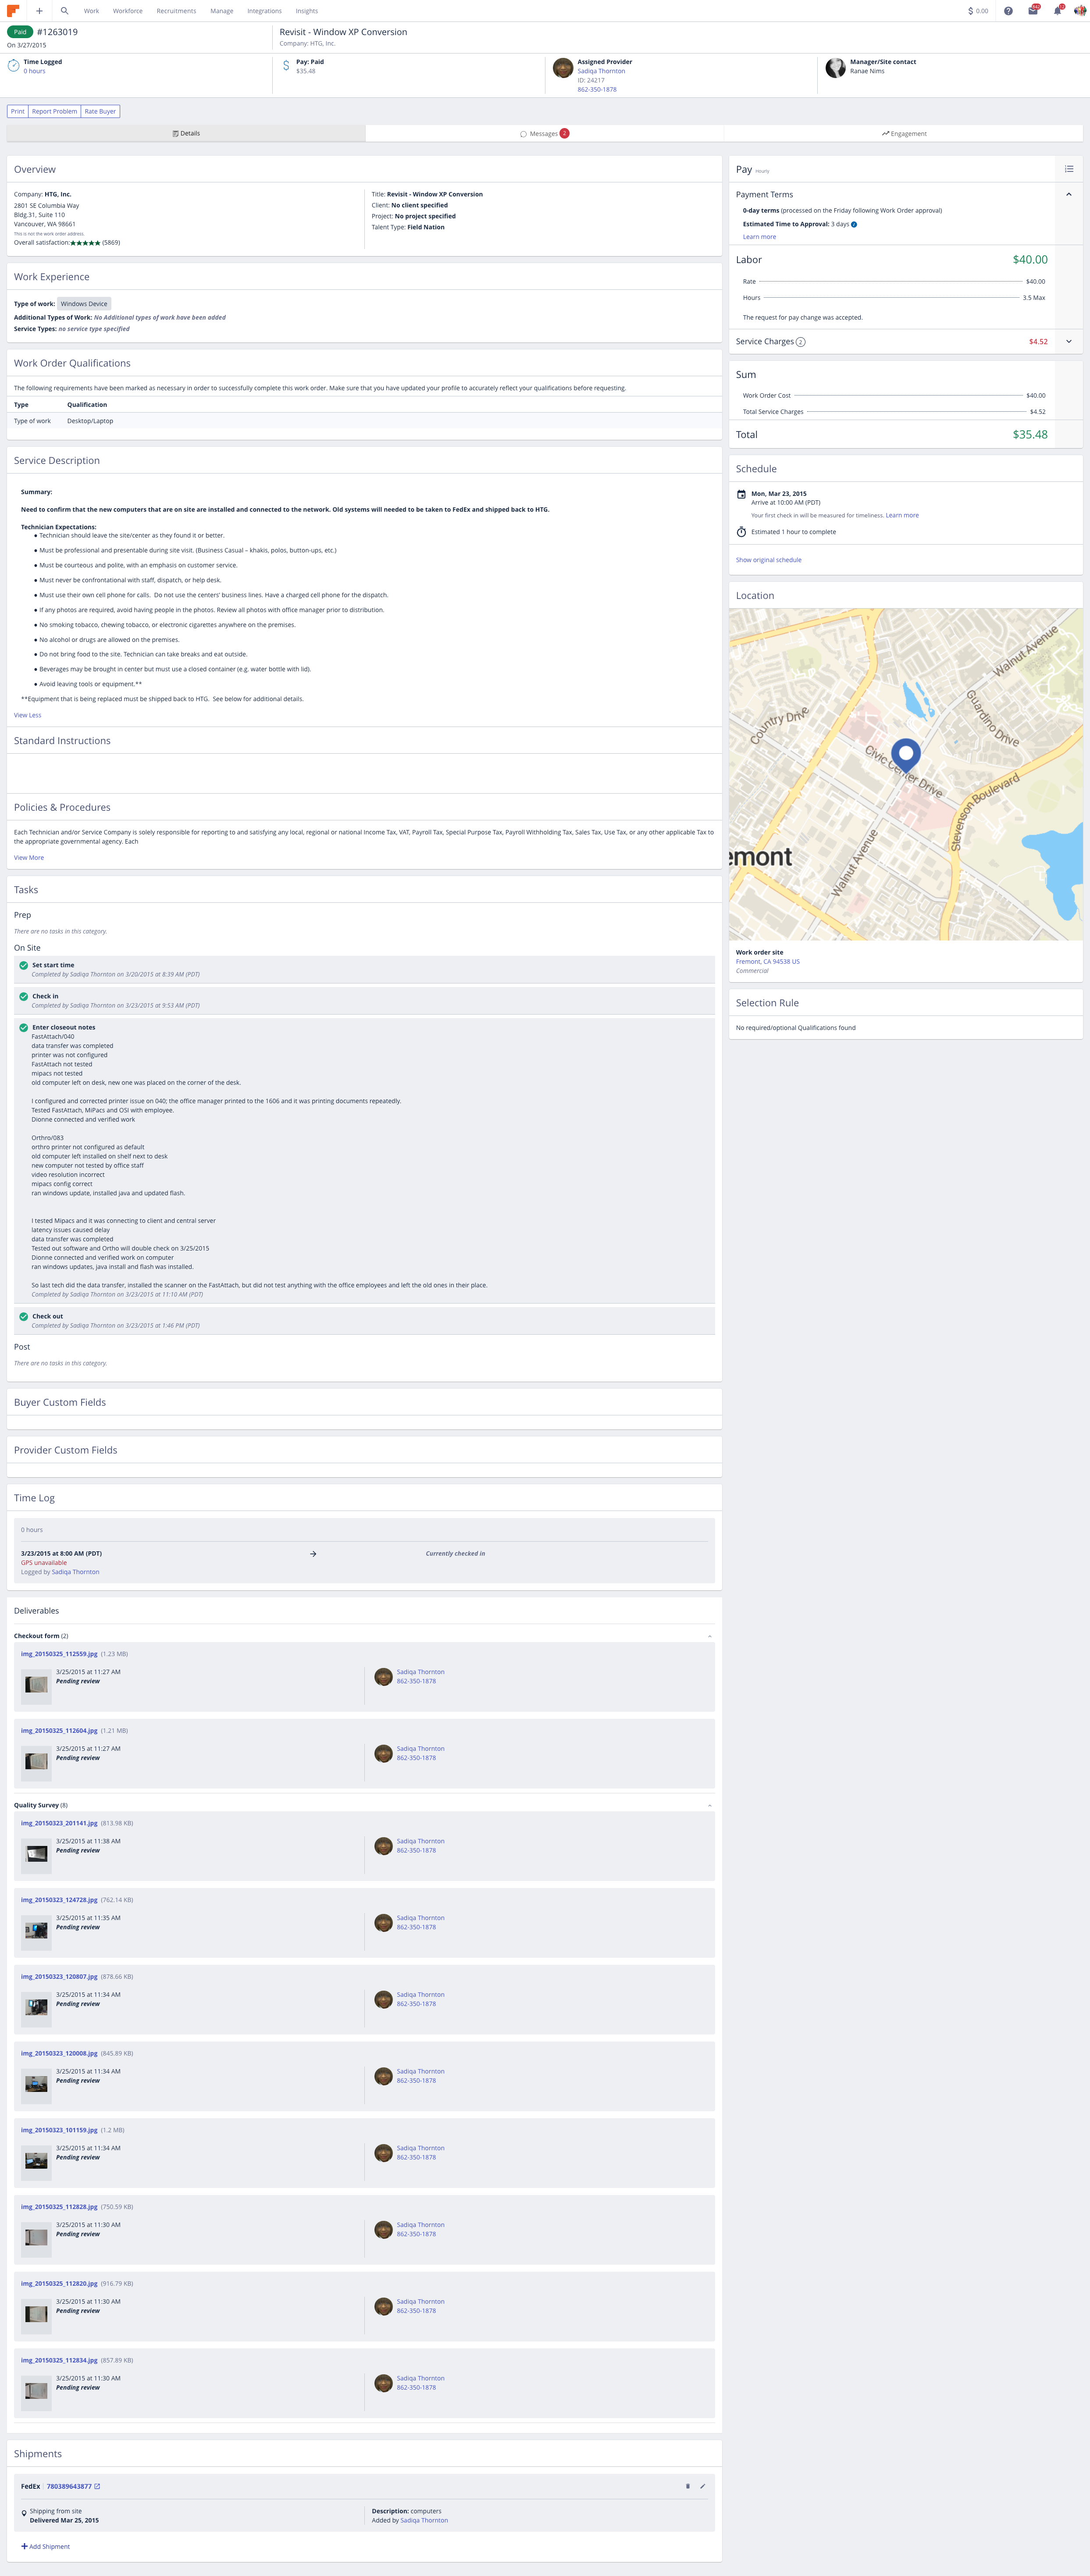 Work Workforce Recruitments Manage Integrations Insights
0.00
Paid #1263019
On 3/27/2015
Revisit - Window XP Conversion
Company: HTG, Inc.
Time Logged
0 hours
Pay: Paid
$35.48
Assigned Provider
Sadiqa Thornton
ID: 24217
862-350-1878
Manager/Site contact
Ranae Nims
Print Report Problem Rate Buyer
Details
Messages 2
Engagement
Overview
Company: HTG, Inc.
2801 SE Columbia Way
Bldg.31, Suite 110
Vancouver, WA 98661
This is not the work order address
Overall satisfaction: (5869)
Title: Revisit - Window XP Conversion
Client: No client specified
Project: No project specified
Talent Type: Field Nation
Work Experience
Type of work: Windows Device
Additional Types of Work: No Additional types of work have been added
Service Types: no service type specified
Work Order Qualifications
The following requirements have been marked as necessary in order to successfully complete this work order. Make sure that you have updated your profile to accurately reflect your qualifications before requesting.
Type Qualification
Type of work Desktop/Laptop
Service Description
Summary:
Need to confirm that the new computers that are on site are installed and connected to the network. Old systems will needed to be taken to FedEx and shipped back to HTG.
Technician Expectations:
● Technician should leave the site/center as they found it or better.
● Must be professional and presentable during site visit. (Business Casual – khakis, polos, button-ups, etc.)
● Must be courteous and polite, with an emphasis on customer service.
● Must never be confrontational with staff, dispatch, or help desk.
● Must use their own cell phone for calls. Do not use the centers' business lines. Have a charged cell phone for the dispatch.
● If any photos are required, avoid having people in the photos. Review all photos with office manager prior to distribution.
● No smoking tobacco, chewing tobacco, or electronic cigarettes anywhere on the premises.
● No alcohol or drugs are allowed on the premises.
● Do not bring food to the site. Technician can take breaks and eat outside.
● Beverages may be brought in center but must use a closed container (e.g. water bottle with lid).
● Avoid leaving tools or equipment.**
**Equipment that is being replaced must be shipped back to HTG. See below for additional details.
View Less
Standard Instructions
Policies & Procedures
Each Technician and/or Service Company is solely responsible for reporting to and satisfying any local, regional or national Income Tax, VAT, Payroll Tax, Special Purpose Tax, Payroll Withholding Tax, Sales Tax, Use Tax, or any other applicable Tax to
the appropriate governmental agency. Each
View More
Tasks
Prep
There are no tasks in this category.
On Site
Set start time
Completed by Sadiqa Thornton on 3/20/2015 at 8:39 AM (PDT)
Check in
Completed by Sadiqa Thornton on 3/23/2015 at 9:53 AM (PDT)
Enter closeout notes
FastAttach/040
data transfer was completed
printer was not configured
FastAttach not tested
mipacs not tested
old computer left on desk, new one was placed on the corner of the desk.
I configured and corrected printer issue on 040; the office manager printed to the 1606 and it was printing documents repeatedly.
Tested FastAttach, MiPacs and OSI with employee.
Dionne connected and verified work
Orthro/083
orthro printer not configured as default
old computer left installed on shelf next to desk
new computer not tested by office staff
video resolution incorrect
mipacs config correct
ran windows update, installed java and updated flash.
I tested Mipacs and it was connecting to client and central server
latency issues caused delay
data transfer was completed
Tested out software and Ortho will double check on 3/25/2015
Dionne connected and verified work on computer
ran windows updates, java install and flash was installed.
So last tech did the data transfer, installed the scanner on the FastAttach, but did not test anything with the office employees and left the old ones in their place.
Completed by Sadiqa Thornton on 3/23/2015 at 11:10 AM (PDT)
Check out
Completed by Sadiqa Thornton on 3/23/2015 at 1:46 PM (PDT)
Post
There are no tasks in this category.
Buyer Custom Fields
Provider Custom Fields
Time Log
0 hours
3/23/2015 at 8:00 AM (PDT)
GPS unavailable
Logged by Sadiqa Thornton
Currently checked in
Deliverables
Checkout form (2)
img_20150325_112559.jpg (1.23 MB)
3/25/2015 at 11:27 AM
Pending review
Sadiqa Thornton
862-350-1878
img_20150325_112604.jpg (1.21 MB)
3/25/2015 at 11:27 AM
Pending review
Sadiqa Thornton
862-350-1878
Quality Survey (8)
img_20150323_201141.jpg (813.98 KB)
3/25/2015 at 11:38 AM
Pending review
Sadiqa Thornton
862-350-1878
img_20150323_124728.jpg (762.14 KB)
3/25/2015 at 11:35 AM
Pending review
Sadiqa Thornton
862-350-1878
img_20150323_120807.jpg (878.66 KB)
3/25/2015 at 11:34 AM
Pending review
Sadiqa Thornton
862-350-1878
img_20150323_120008.jpg (845.89 KB)
3/25/2015 at 11:34 AM
Pending review
Sadiqa Thornton
862-350-1878
img_20150323_101159.jpg (1.2 MB)
3/25/2015 at 11:34 AM
Pending review
Sadiqa Thornton
862-350-1878
img_20150325_112828.jpg (750.59 KB)
3/25/2015 at 11:30 AM
Pending review
Sadiqa Thornton
862-350-1878
img_20150325_112820.jpg (916.79 KB)
3/25/2015 at 11:30 AM
Pending review
Sadiqa Thornton
862-350-1878
img_20150325_112834.jpg (857.89 KB)
3/25/2015 at 11:30 AM
Pending review
Sadiqa Thornton
862-350-1878
Shipments
FedEx 780389643877
Shipping from site
Delivered Mar 25, 2015
Description: computers
Added by Sadiqa Thornton
Add Shipment
Pay Hourly
Payment Terms
0-day terms (processed on the Friday following Work Order approval)
Estimated Time to Approval: 3 days
Learn more
Labor $40.00
Rate $40.00
Hours 3.5 Max
The request for pay change was accepted.
Service Charges 2 $4.52
Sum
Work Order Cost $40.00
Total Service Charges $4.52
Total $35.48
Schedule
Mon, Mar 23, 2015
Arrive at 10:00 AM (PDT)
Your first check in will be measured for timeliness. Learn more
Estimated 1 hour to complete
Show original schedule
Location
Walnut Avenue
Country Drive
Guardino Drive
Civic Center Drive
Stevenson Boulevard
emont
Walnut Avenue
Work order site
Fremont, CA 94538 US
Commercial
Selection Rule
No required/optional Qualifications found